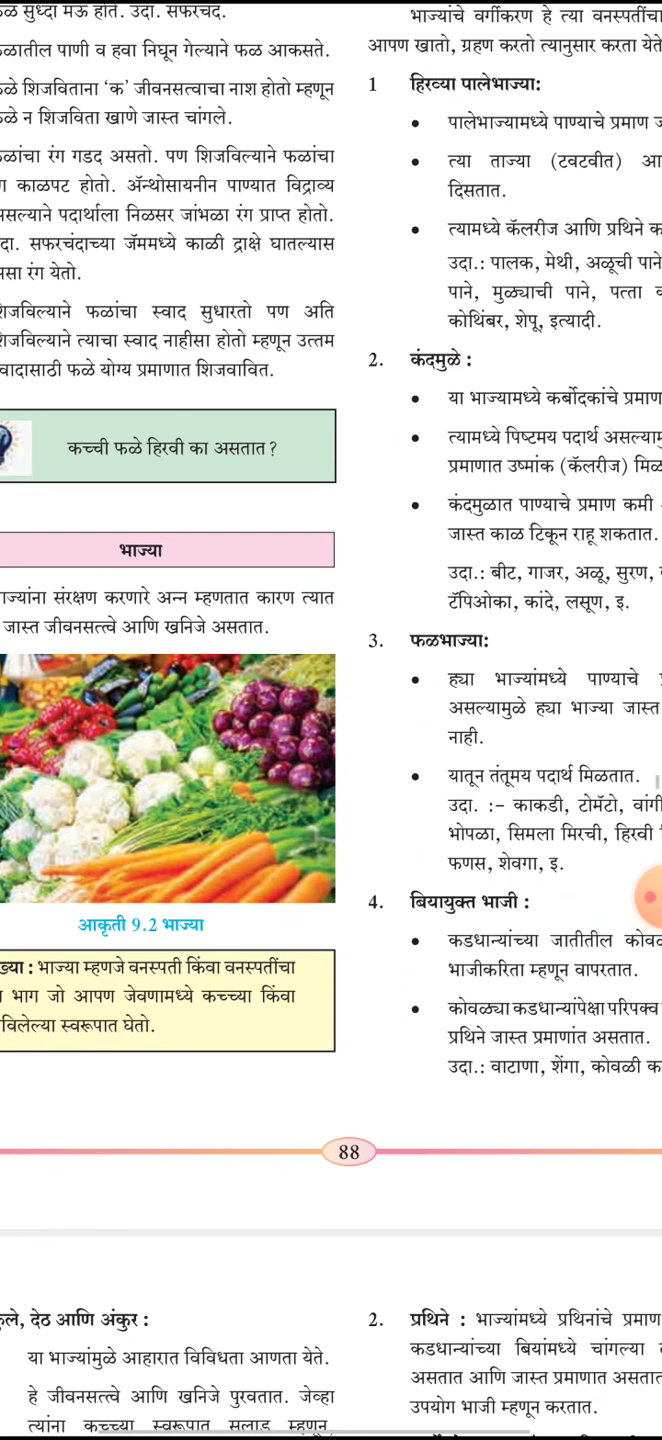 सुध्दा मऊ होते. उदा. सफरचंद.
पाणी व हवा निघून गेल्याने फळ आकसते.
शिजविताना ‘क’ जीवनसत्वाचा नाश होतो म्हणून
न शिजविता खाणे जास्त चांगले.
रंग गडद असतो. पण शिजविल्याने फळांचा
काळपट होतो. ॲन्थोसायनीन पाण्यात विद्राव्य
पदार्थाला निळसर जांभळा रंग प्राप्त होतो.
सफरचंदाच्या जॅममध्ये काळी द्राक्षे घातल्यास
रंग येतो.
फळांचा स्वाद सुधारतो पण अति
त्याचा स्वाद नाहीसा होतो म्हणून उत्तम
फळे योग्य प्रमाणात शिजवावित.
कच्ची फळे हिरवी का असतात ?
भाज्या
संरक्षण करणारे अन्न म्हणतात कारण त्यात
जास्त जीवनसत्त्वे आणि खनिजे असतात.
आकृती 9.2 भाज्या
भाज्या म्हणजे वनस्पती किंवा वनस्पतींचा
भाग जो आपण जेवणामध्ये कच्च्या किंवा
स्वरूपात घेतो.
भाज्यांचे वर्गीकरण हे त्या वनस्पतींचा
आपण खातो, ग्रहण करतो त्यानुसार करता येते
1 हिरव्या पालेभाज्या:
• पालेभाज्यामध्ये पाण्याचे प्रमाण
• त्या ताज्या (टवटवीत)
दिसतात.
• त्यामध्ये कॅलरीज आणि प्रथिने
उदा.: पालक, मेथी, अळूची पाने
पाने, मुळ्याची पाने, पत्ता
कोथिंबर, शेपू, इत्यादी.
2. कंदमुळे :
• या भाज्यामध्ये कर्बोदकांचे प्रमाण
• त्यामध्ये पिष्टमय पदार्थ
प्रमाणात उष्मांक (कॅलरीज)
• कंदमुळात पाण्याचे प्रमाण कमी
जास्त काळ टिकून राहू शकतात.
उदा.: बीट, गाजर, अळू, सुरण,
टॅपिओका, कांदे, लसूण, इ.
3. फळभाज्या:
• ह्या भाज्यांमध्ये पाण्याचे
असल्यामुळे ह्या भाज्या जास्त
नाही.
• यातून तंतूमय पदार्थ मिळतात.
उदा. :– काकडी, टोमॅटो, वांगी
भोपळा, सिमला मिरची, हिरवी
फणस, शेवगा, इ.
4. बियायुक्त भाजी :
• कडधान्यांच्या जातीतील
भाजीकरिता म्हणून वापरतात.
• कोवळ्या कडधान्यांपेक्षा परिपक्व
प्रथिने जास्त प्रमाणांत असतात.
उदा.: वाटाणा, शेंगा, कोवळी
88
देठ आणि अंकुर :
या भाज्यांमुळे आहारात विविधता आणता येते.
हे जीवनसत्त्वे आणि खनिजे पुरवतात. जेव्हा
त्यांना कच्च्या स्वरूपात सलाड म्हणून
2. प्रथिने : भाज्यांमध्ये प्रथिनांचे प्रमाण
कडधान्यांच्या बियांमध्ये चांगल्या
असतात आणि जास्त प्रमाणात
उपयोग भाजी म्हणून करतात.